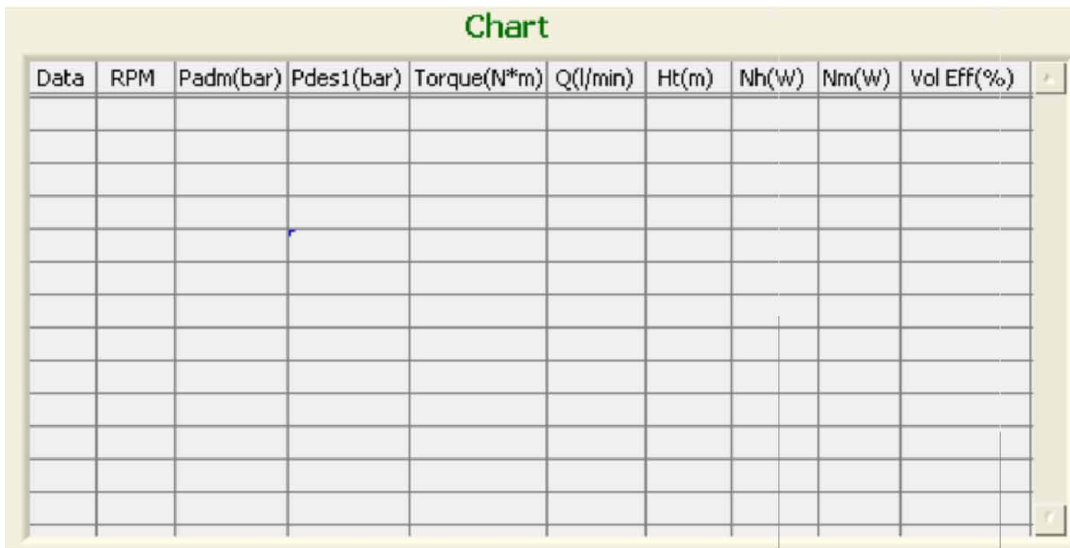 Chart
Data RPM Padm(bar) Pdes1(bar) Torque(N*m) Q(l/min) Ht(m) Nh(W) Nm(W) Vol Eff(%)